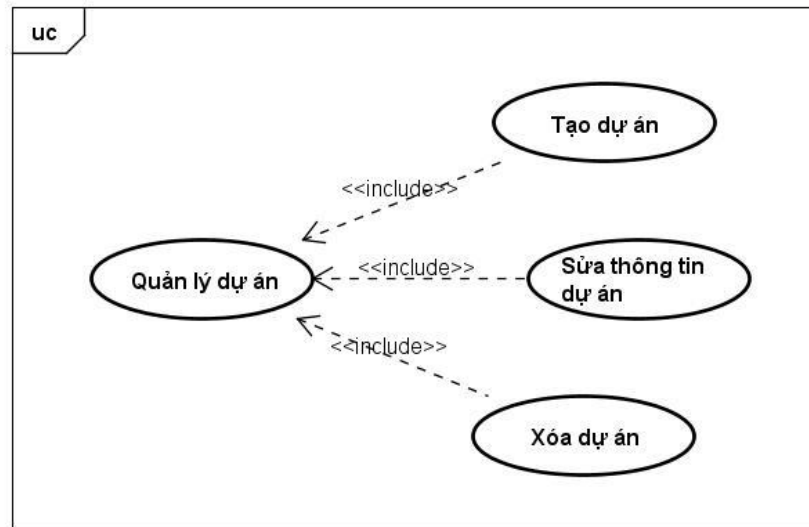 uc
Tạo dự án
<<include>>
Quản lý dự án
<<include>>
Sửa thông tin
dự án
<<include>>
Xóa dự án